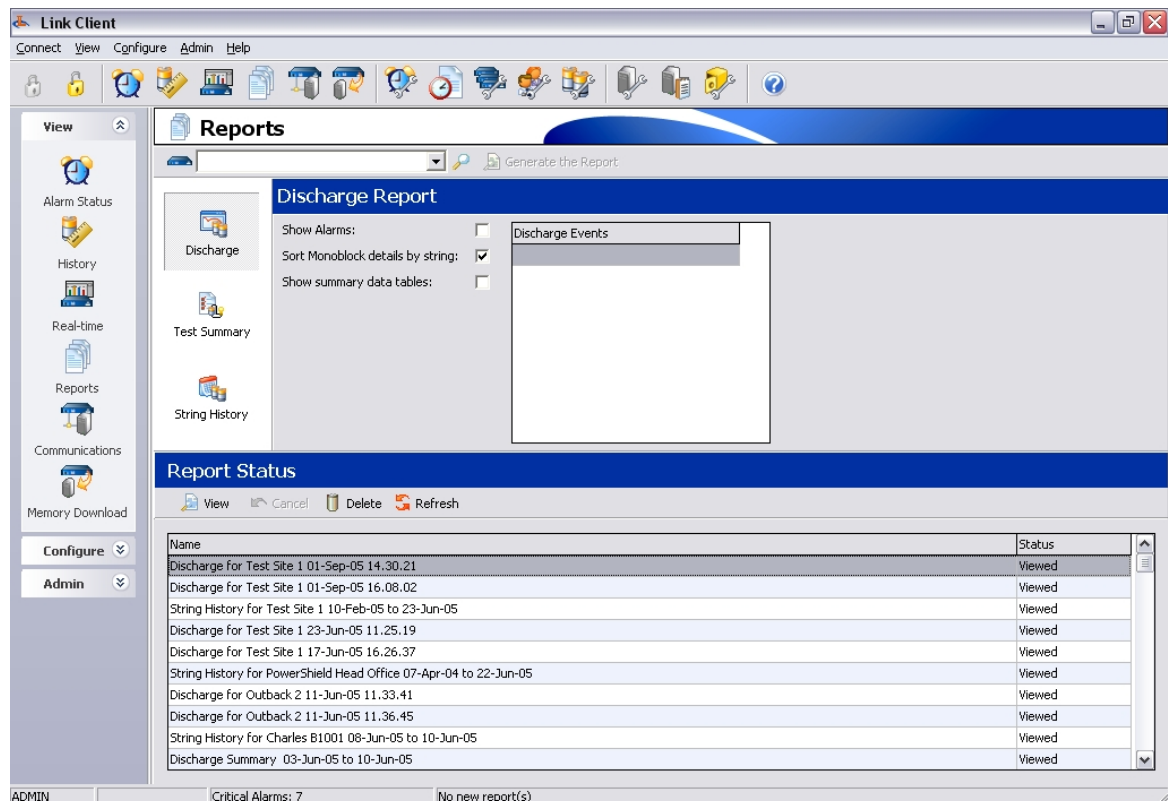 Link Client
Connect View Configure Admin Help
View
Alarm Status
History
Real-time
Reports
Communications
Memory Download
Configure
Admin
Reports
Generate the Report
Discharge
Test Summary
String History
Discharge Report
Show Alarms:
Sort Monoblock details by string:
Show summary data tables:
Discharge Events
Report Status
View Cancel Delete Refresh
Name Status
Discharge for Test Site 1 01-Sep-05 14.30.21 Viewed
Discharge for Test Site 1 01-Sep-05 16.08.02 Viewed
String History for Test Site 1 10-Feb-05 to 23-Jun-05 Viewed
Discharge for Test Site 1 23-Jun-05 11.25.19 Viewed
Discharge for Test Site 1 17-Jun-05 16.26.37 Viewed
String History for PowerShield Head Office 07-Apr-04 to 22-Jun-05 Viewed
Discharge for Outback 2 11-Jun-05 11.33.41 Viewed
Discharge for Outback 2 11-Jun-05 11.36.45 Viewed
String History for Charles B1001 08-Jun-05 to 10-Jun-05 Viewed
Discharge Summary 03-Jun-05 to 10-Jun-05 Viewed
ADMIN Critical Alarms: 7 No new report(s)